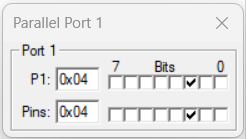 Parallel Port 1
Port 1
7 Bits 0
P1: 0x04
Pins: 0x04